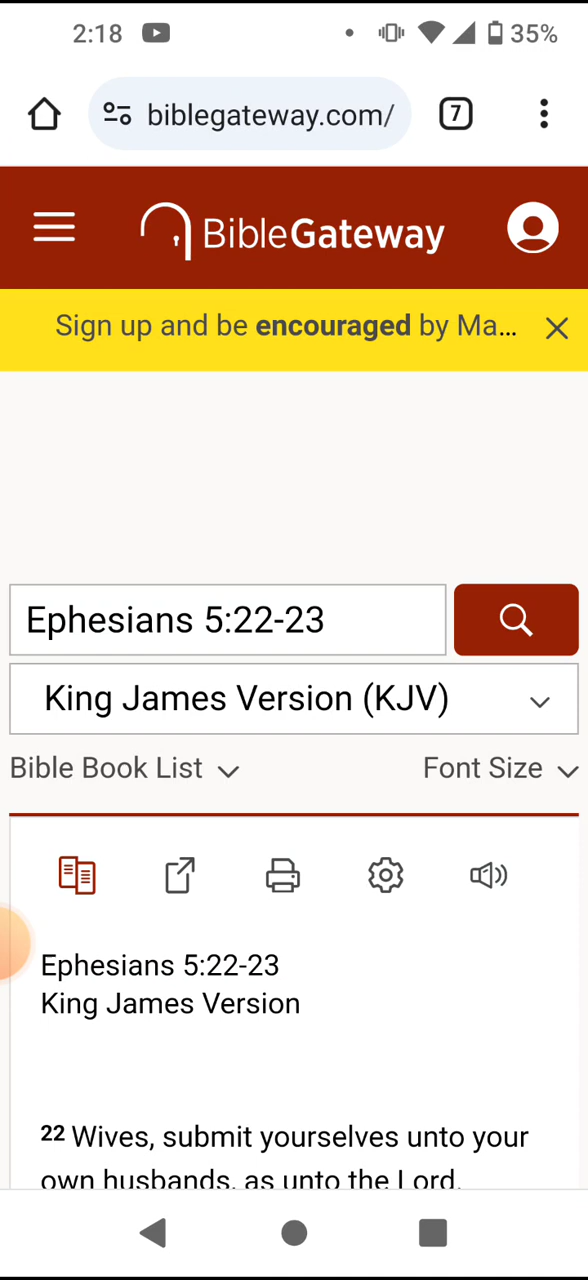 2:18 35%
biblegateway.com/ 7
BibleGateway
Sign up and be encouraged by Ma...
Ephesians 5:22-23
King James Version (KJV)
Bible Book List Font Size
Ephesians 5:22-23
King James Version
22 Wives, submit yourselves unto your
own husbands, as unto the Lord.